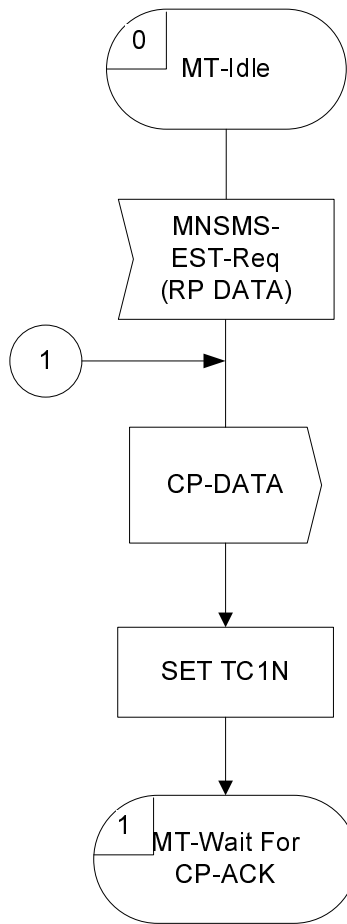 0
MT-Idle
MNSMS-
EST-Req
(RP DATA)
1
CP-DATA
SET TC1N
1
MT-Wait For
CP-ACK